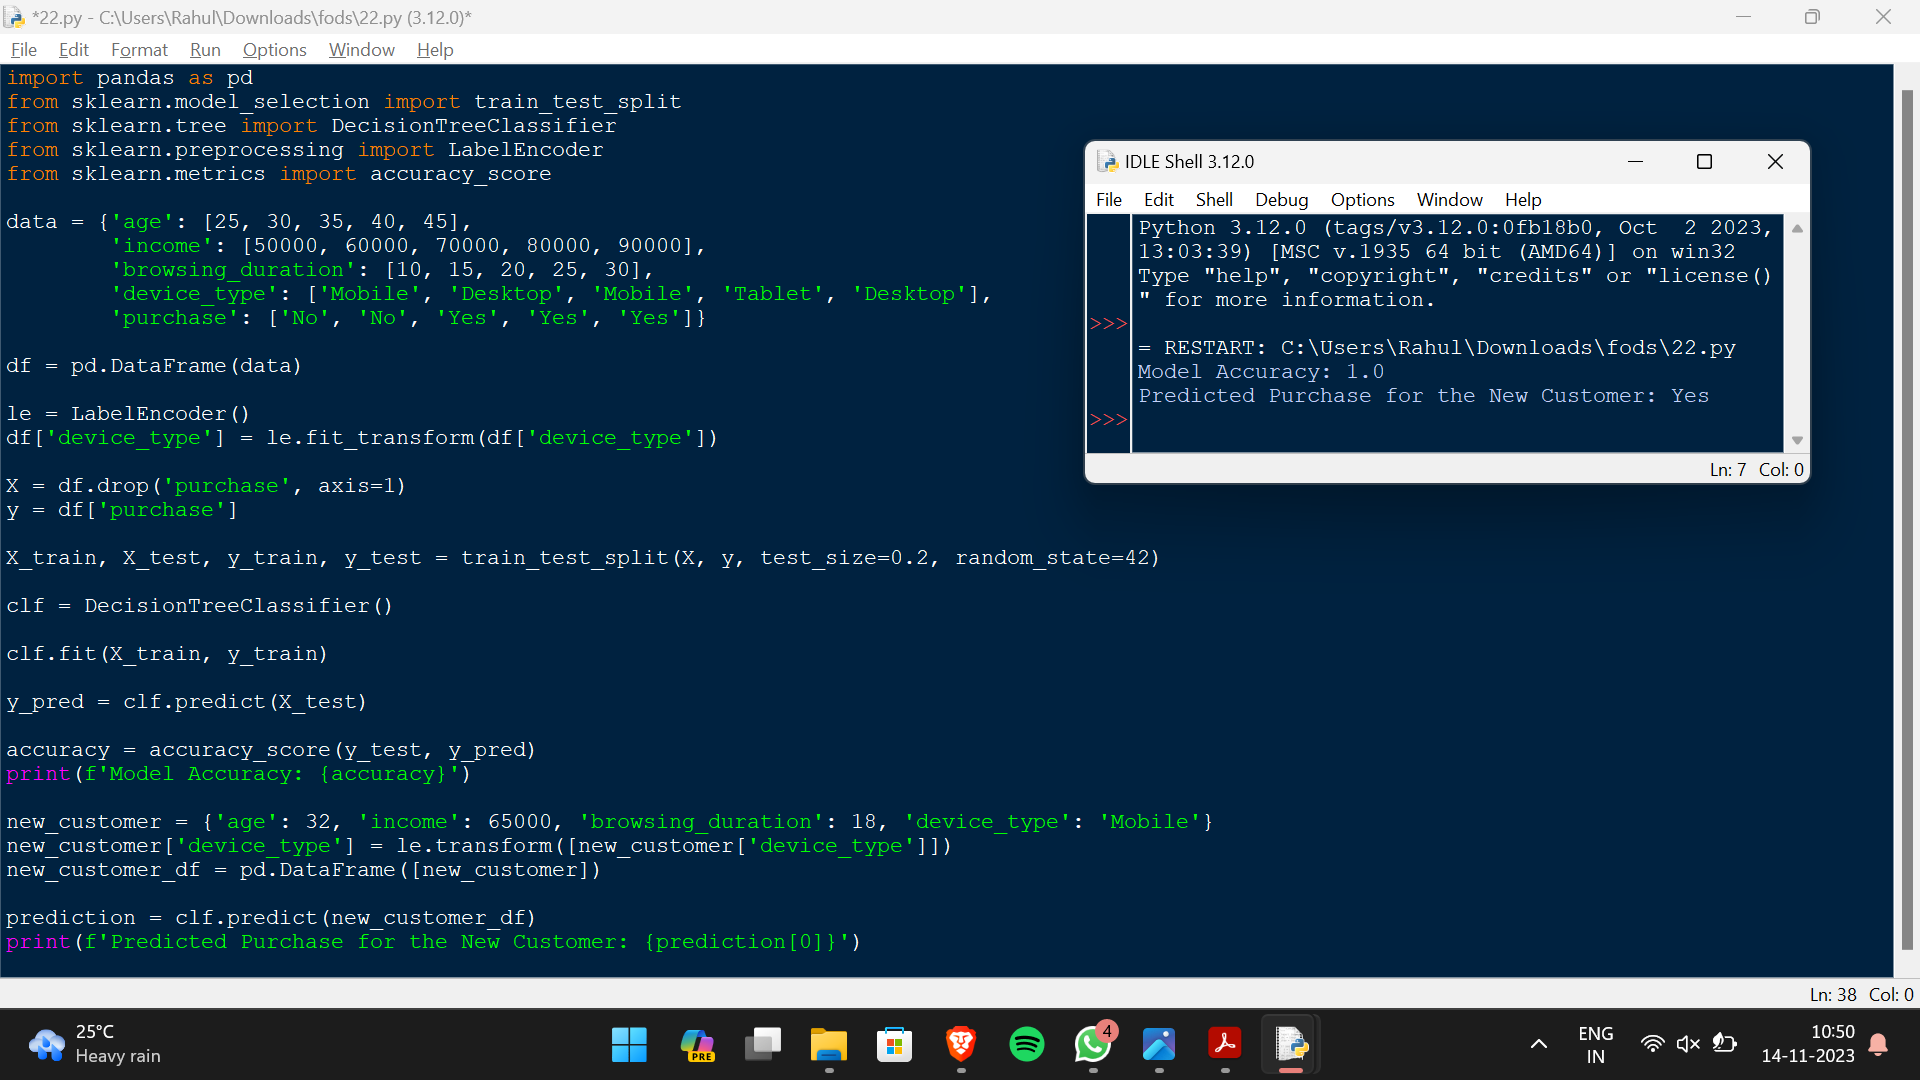 *22.py - C:\Users\Rahul\Downloads\fods\22.py (3.12.0)*
File Edit Format Run Options Window Help
import pandas as pd
from sklearn.model_selection import train_test_split
from sklearn.tree import DecisionTreeClassifier
from sklearn.preprocessing import LabelEncoder
from sklearn.metrics import accuracy_score
data = {'age': [25, 30, 35, 40, 45],
'income': [50000, 60000, 70000, 80000, 90000],
'browsing_duration': [10, 15, 20, 25, 30],
'device_type': ['Mobile', 'Desktop', 'Mobile', 'Tablet', 'Desktop'],
'purchase': ['No', 'No', 'Yes', 'Yes', 'Yes']}
df = pd.DataFrame(data)
le = LabelEncoder()
df['device_type'] = le.fit_transform(df['device_type'])
X = df.drop('purchase', axis=1)
y = df['purchase']
X_train, X_test, y_train, y_test = train_test_split(X, y, test_size=0.2, random_state=42)
clf = DecisionTreeClassifier()
clf.fit(X_train, y_train)
y_pred = clf.predict(X_test)
accuracy = accuracy_score(y_test, y_pred)
print(f'Model Accuracy: {accuracy}')
new_customer = {'age': 32, 'income': 65000, 'browsing_duration': 18, 'device_type': 'Mobile'}
new_customer['device_type'] = le.transform([new_customer['device_type']])
new_customer_df = pd.DataFrame([new_customer])
prediction = clf.predict(new_customer_df)
print(f'Predicted Purchase for the New Customer: {prediction[0]}')
IDLE Shell 3.12.0
File Edit Shell Debug Options Window Help
Python 3.12.0 (tags/v3.12.0:0fb18b0, Oct  2 2023,
13:03:39) [MSC v.1935 64 bit (AMD64)] on win32
Type "help", "copyright", "credits" or "license()
" for more information.
>>>
= RESTART: C:\Users\Rahul\Downloads\fods\22.py
Model Accuracy: 1.0
Predicted Purchase for the New Customer: Yes
>>>
Ln: 7 Col: 0
Ln: 38 Col: 0
25°C
Heavy rain
PRE
4
ENG
IN
10:50
14-11-2023